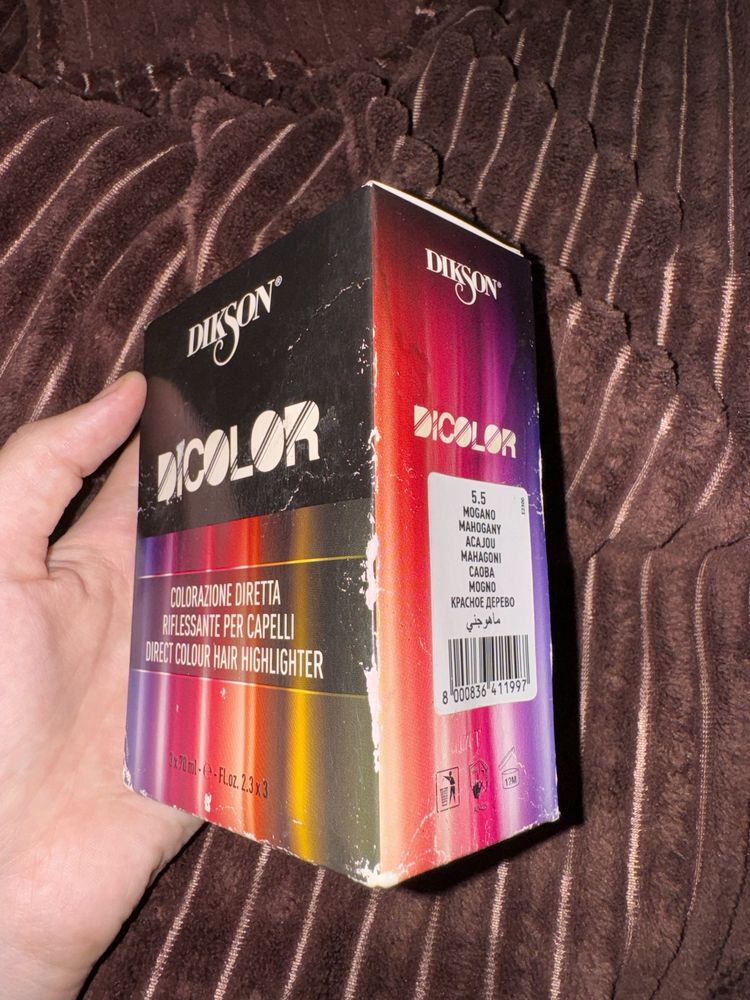 DIKSON®
DICOLOR
COLORAZIONE DIRETTA
RIFLESSANTE PER CAPELLI
DIRECT COLOUR HAIR HIGHLIGHTER
3 x 70 ml - ℮ - Fl.oz. 2.3 x 3
DIKSON®
DICOLOR
5.5
MOGANO
MAHOGANY
ACAJOU
MAHAGONI
CAOBA
MOGNO
КРАСНОЕ ДЕРЕВО
ماهوجني
8 000836 411997
12M